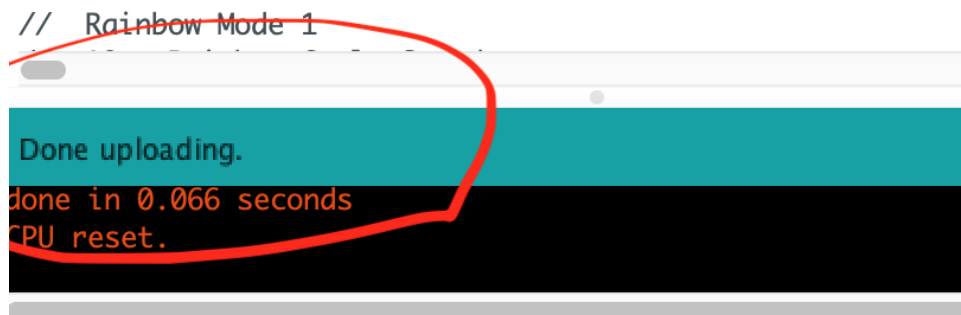 // Rainbow Mode 1
Done uploading.
done in 0.066 seconds
CPU reset.